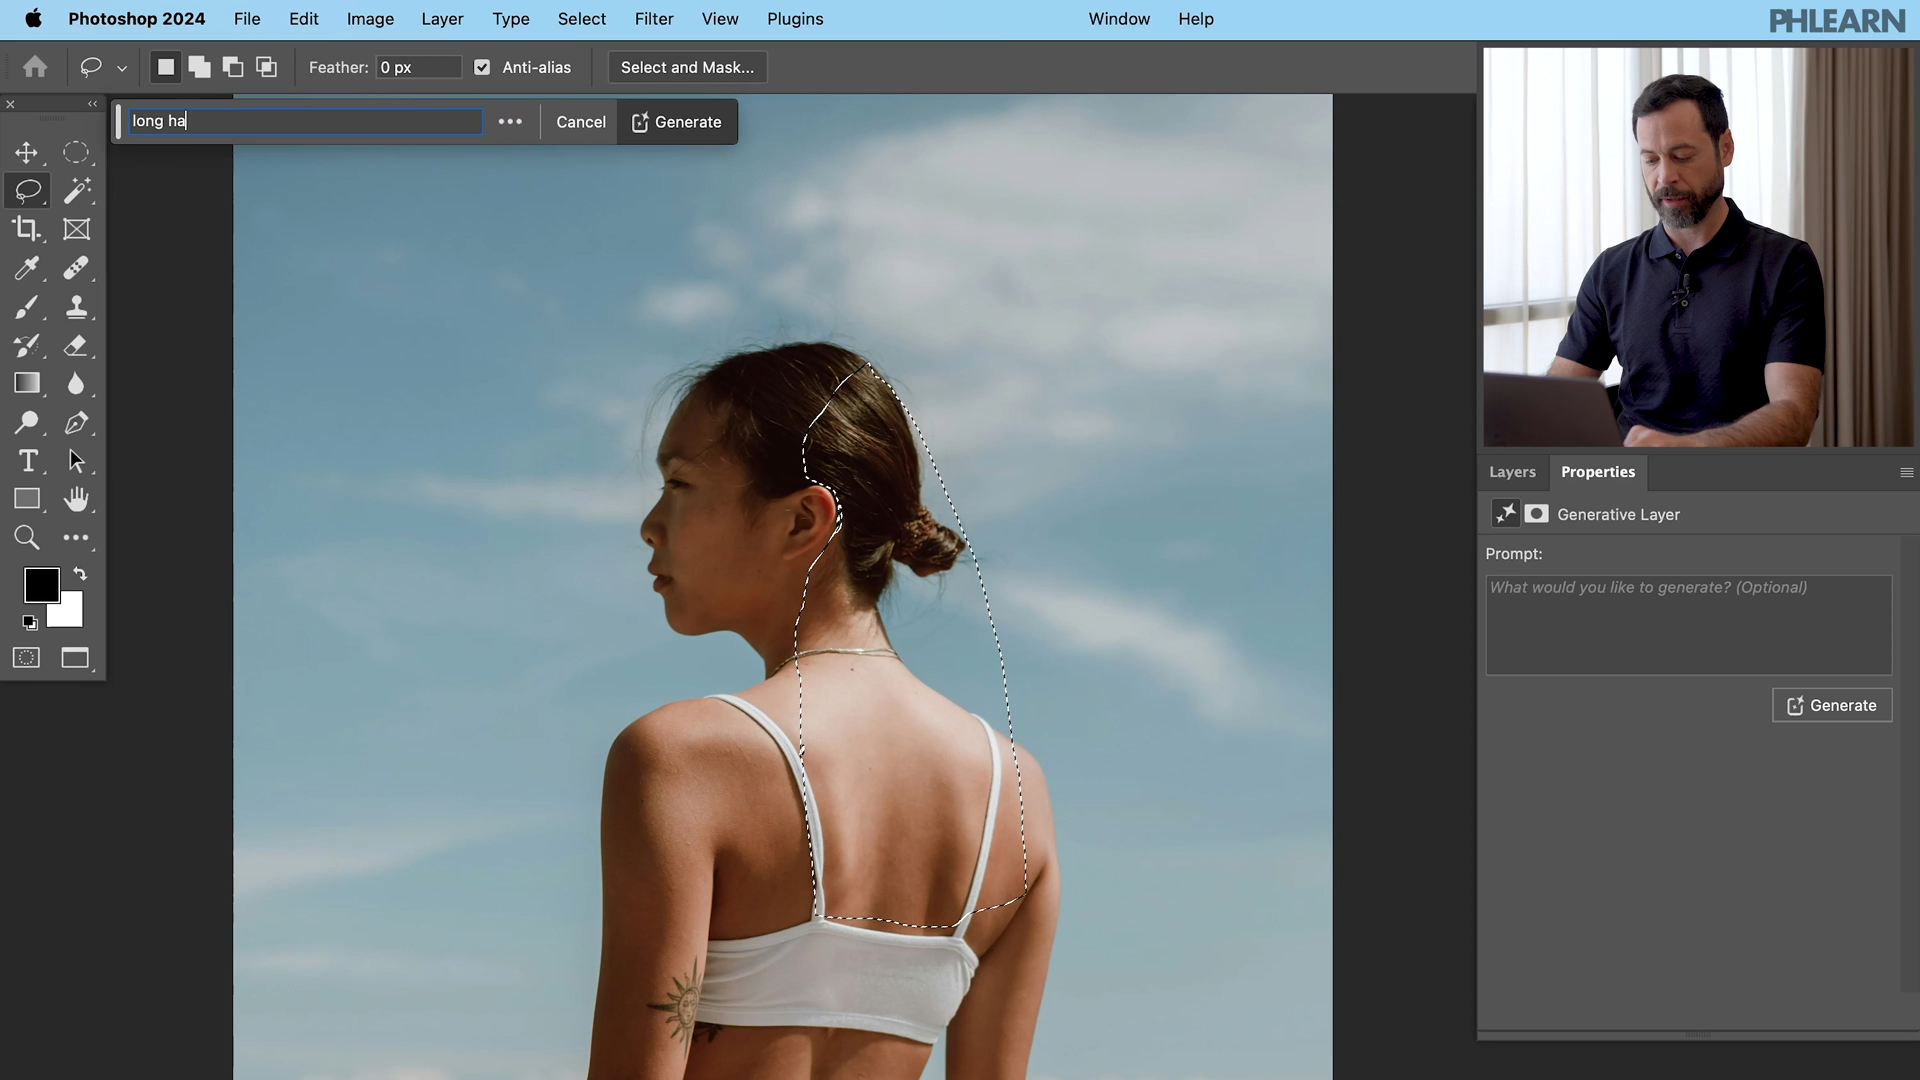 Photoshop 2024 File Edit Image Layer Type Select Filter View Plugins Window Help
PHLEARN
Feather: 0 px Anti-alias Select and Mask...
long ha ••• Cancel Generate
T
Layers Properties
Generative Layer
Prompt:
What would you like to generate? (Optional)
Generate